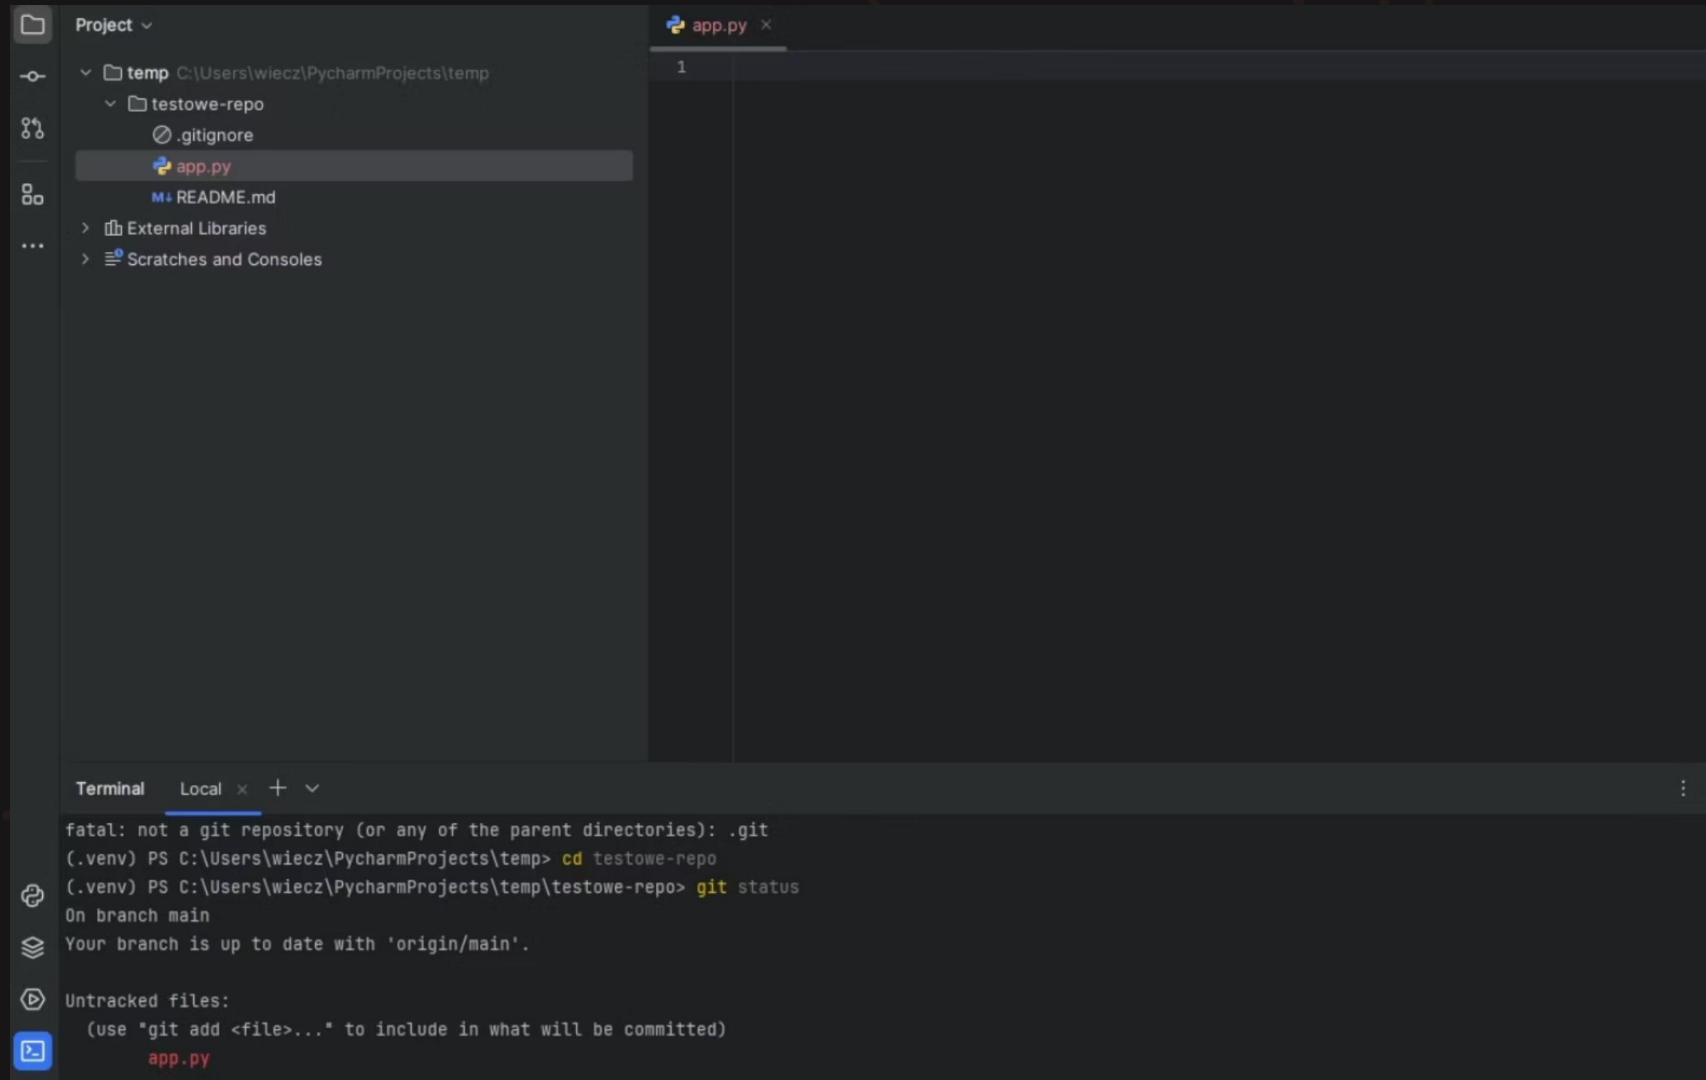 Project
app.py
temp C:\Users\wiecz\PycharmProjects\temp
1
testowe-repo
.gitignore
app.py
M↓ README.md
External Libraries
Scratches and Consoles
Terminal Local
fatal: not a git repository (or any of the parent directories): .git
(.venv) PS C:\Users\wiecz\PycharmProjects\temp> cd testowe-repo
(.venv) PS C:\Users\wiecz\PycharmProjects\temp\testowe-repo> git status
On branch main
Your branch is up to date with 'origin/main'.
Untracked files:
(use "git add <file>..." to include in what will be committed)
app.py